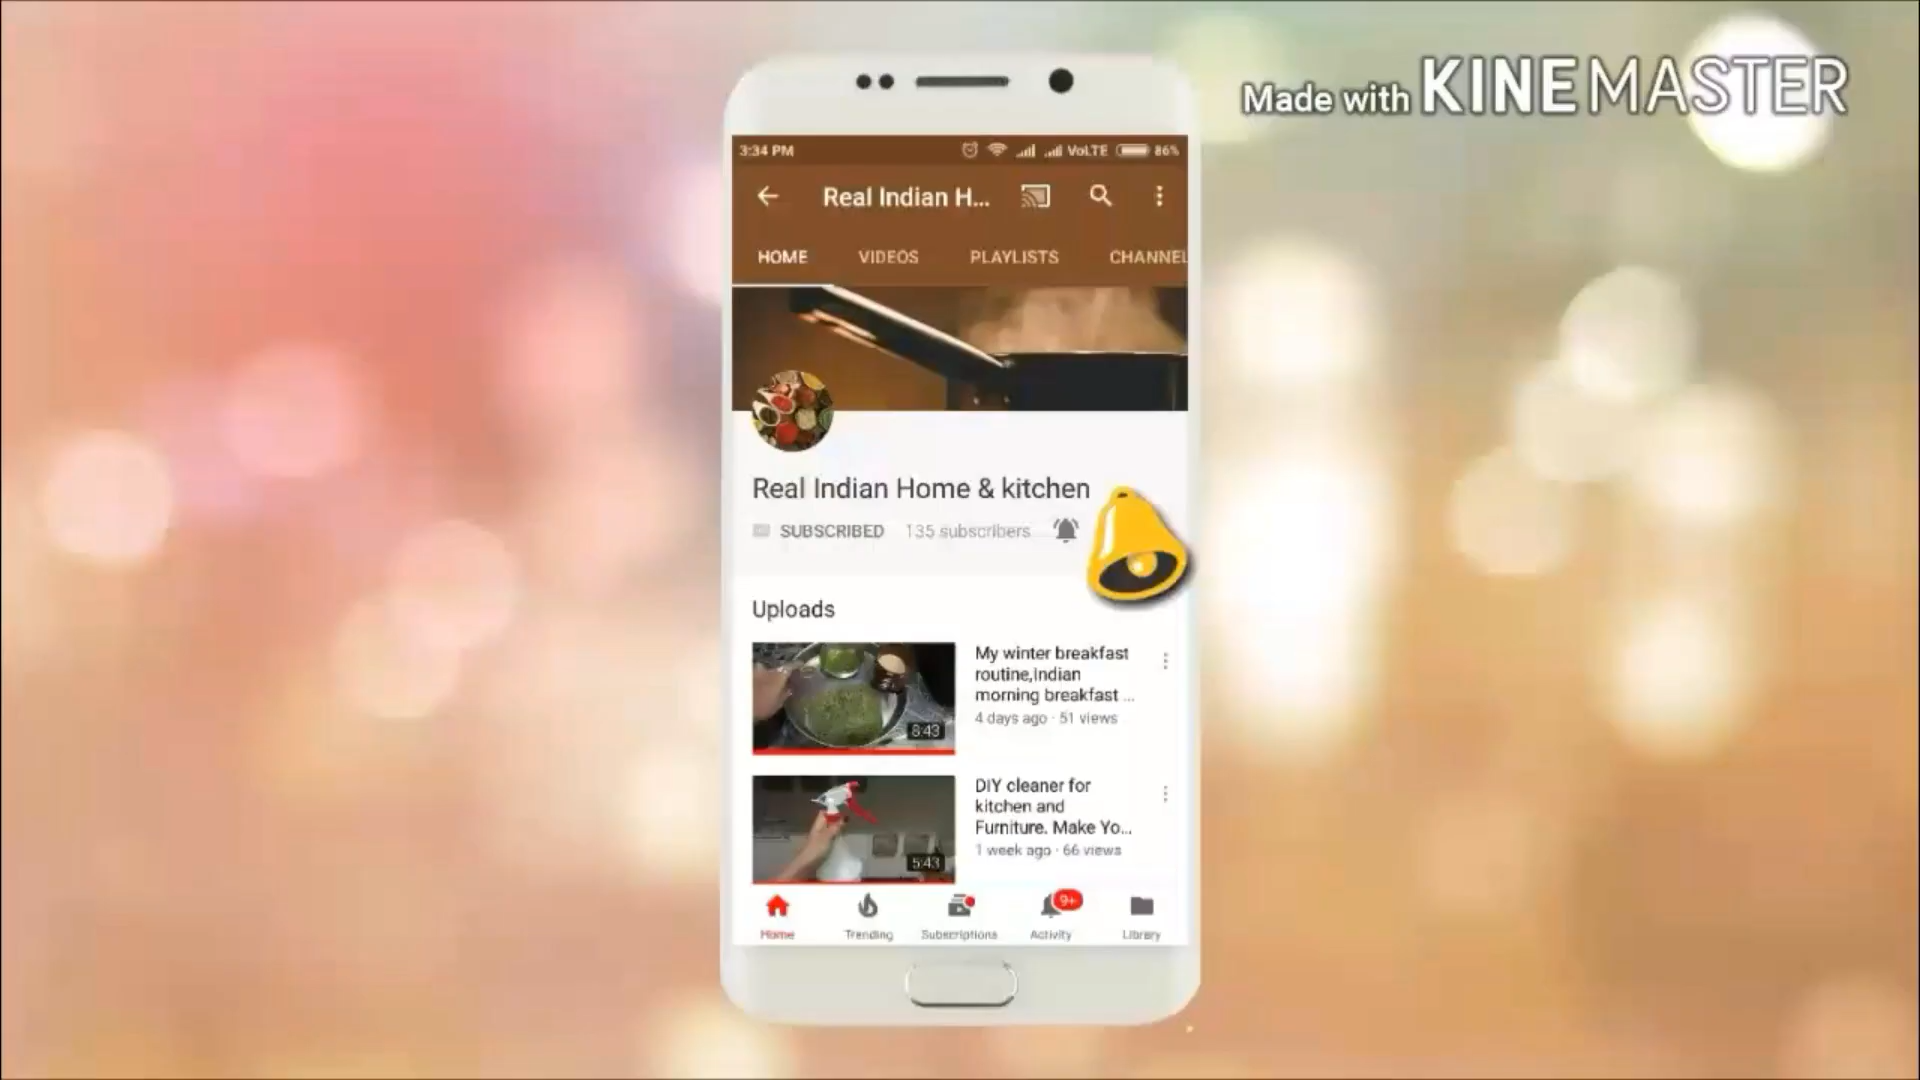 Made with KINEMASTER
3:34 PM VoLTE 86%
Real Indian H...
HOME VIDEOS PLAYLISTS CHANNEL
Real Indian Home & kitchen
SUBSCRIBED 135 subscribers
Uploads
My winter breakfast
routine,Indian
morning breakfast ...
4 days ago · 51 views
8:43
DIY cleaner for
kitchen and
Furniture. Make Yo...
1 week ago · 66 views
5:43
9+
Home Trending Subscriptions Activity Library